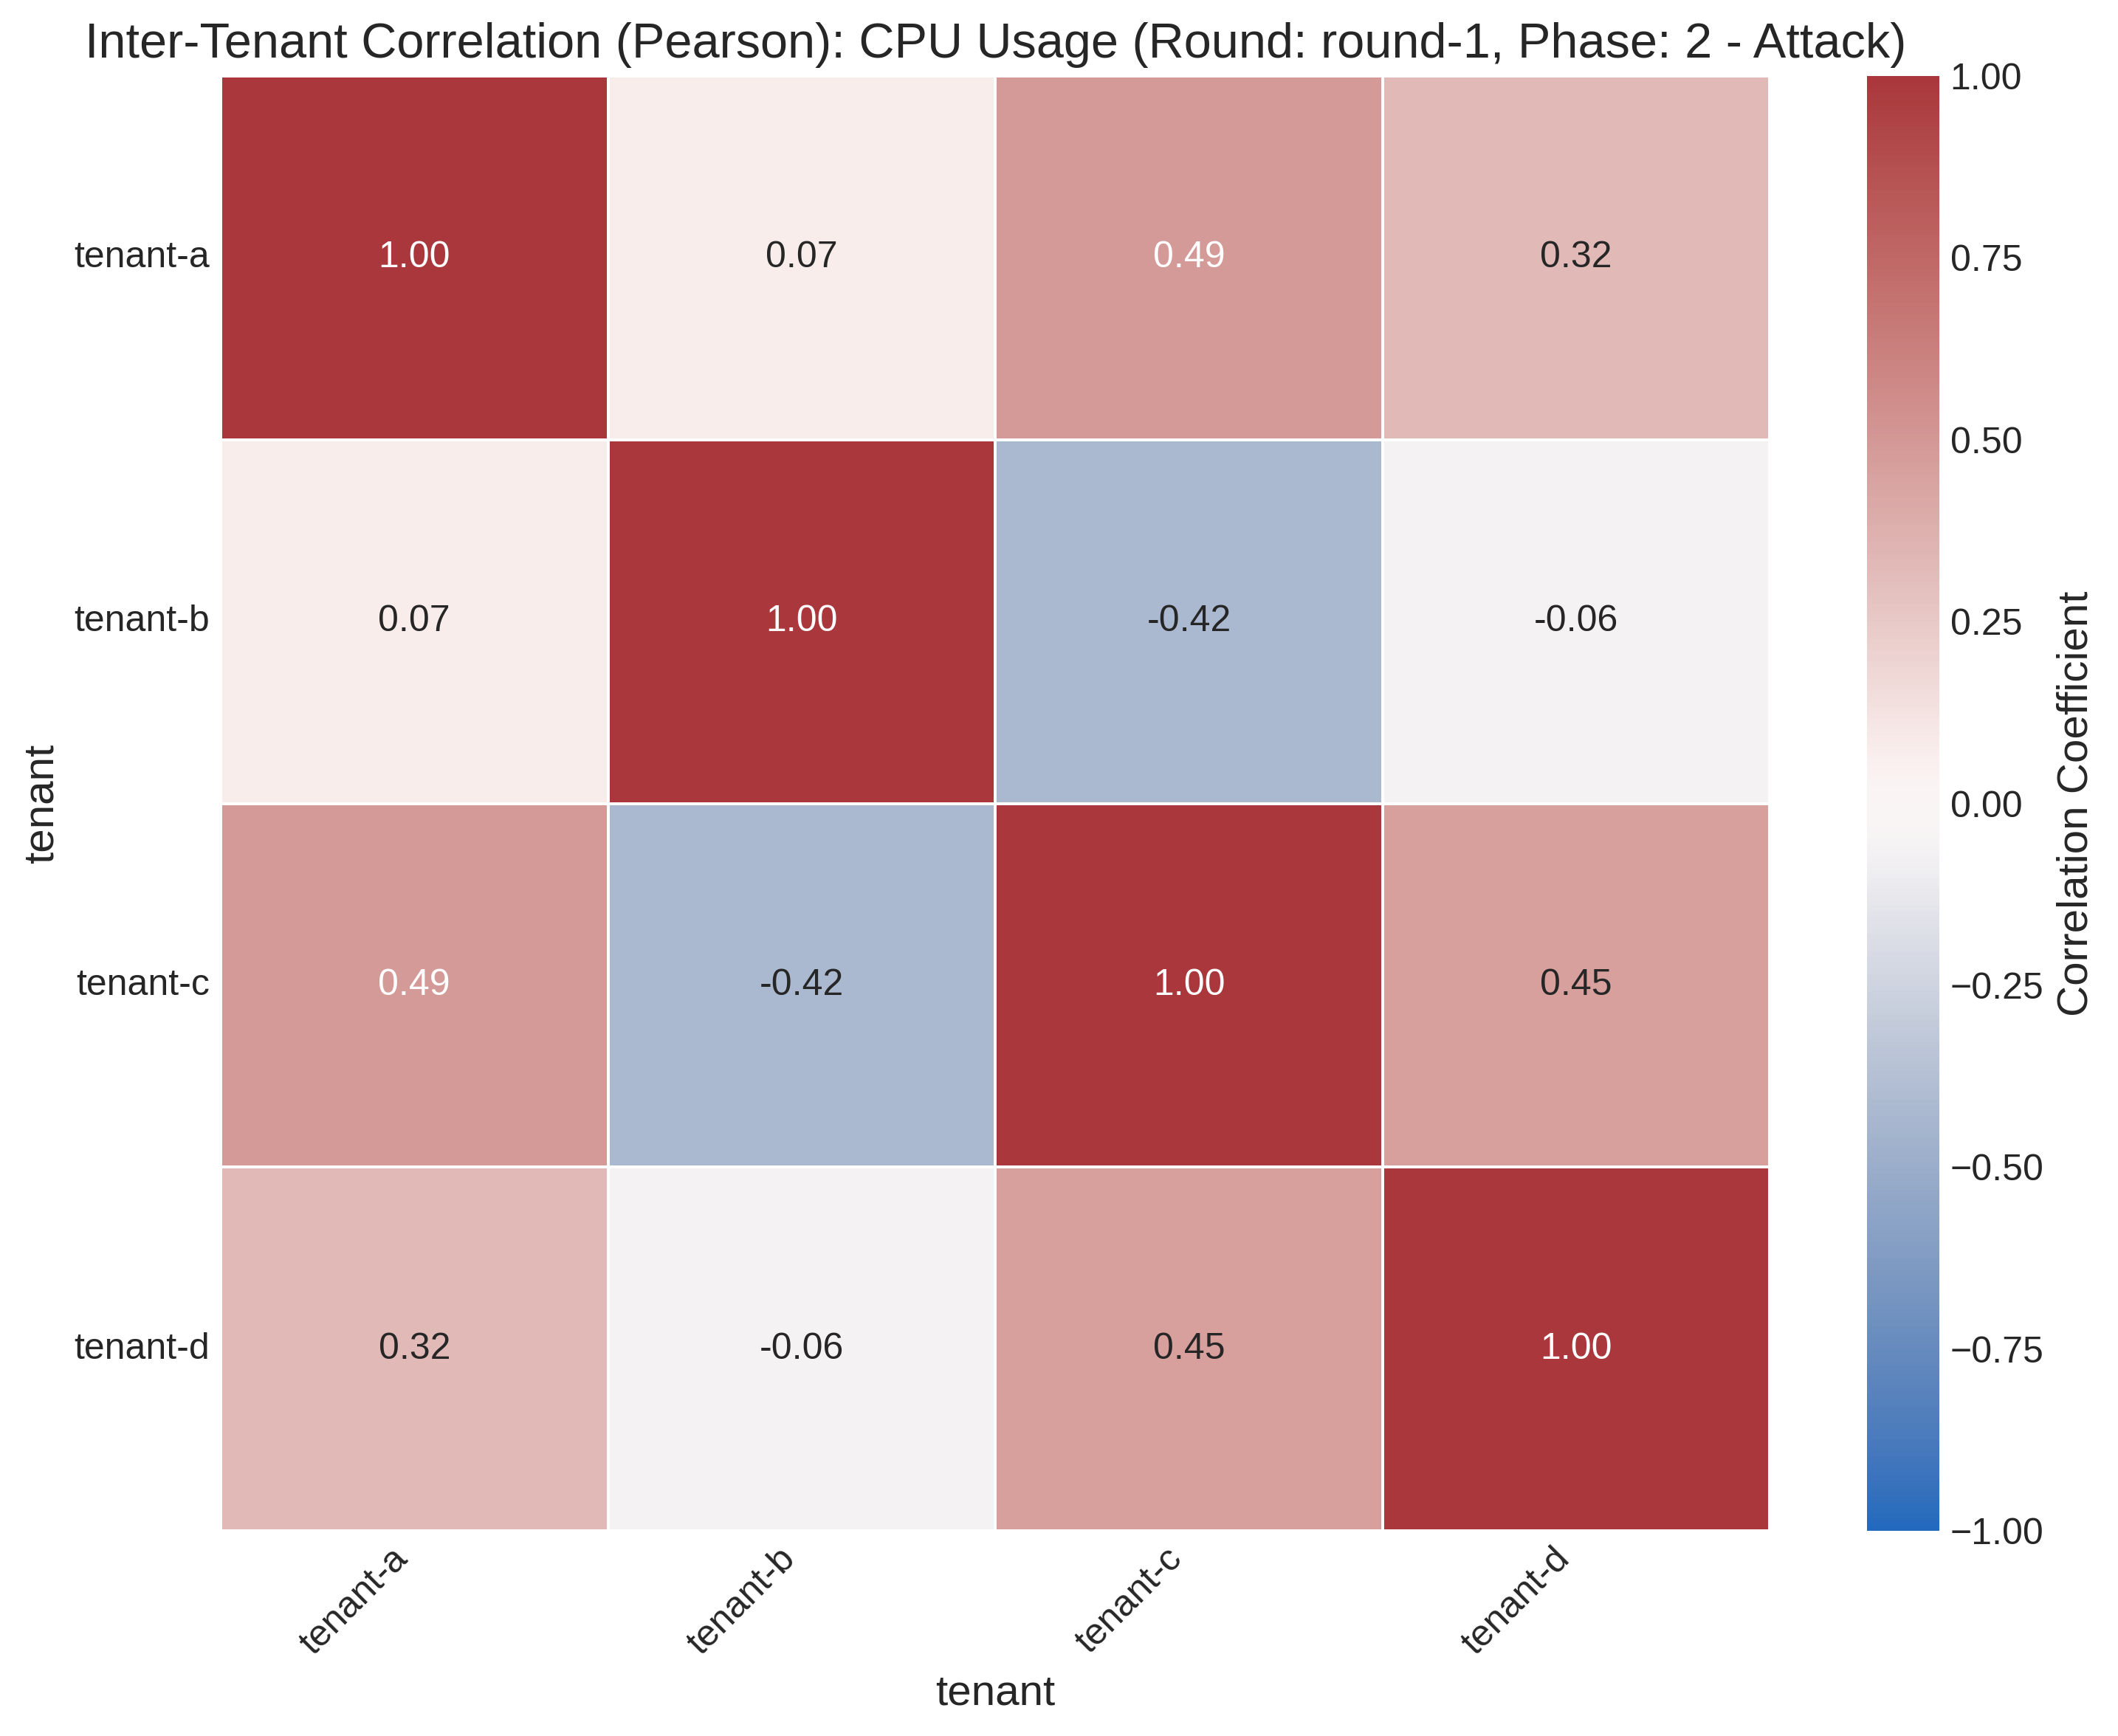 Inter-Tenant Correlation (Pearson): CPU Usage (Round: round-1, Phase: 2 - Attack)
tenant-a 1.00 0.07 0.49 0.32
tenant-b 0.07 1.00 -0.42 -0.06
tenant-c 0.49 -0.42 1.00 0.45
tenant-d 0.32 -0.06 0.45 1.00
tenant
tenant-a tenant-b tenant-c tenant-d
tenant
1.00
0.75
0.50
0.25
0.00
−0.25
−0.50
−0.75
−1.00
Correlation Coefficient